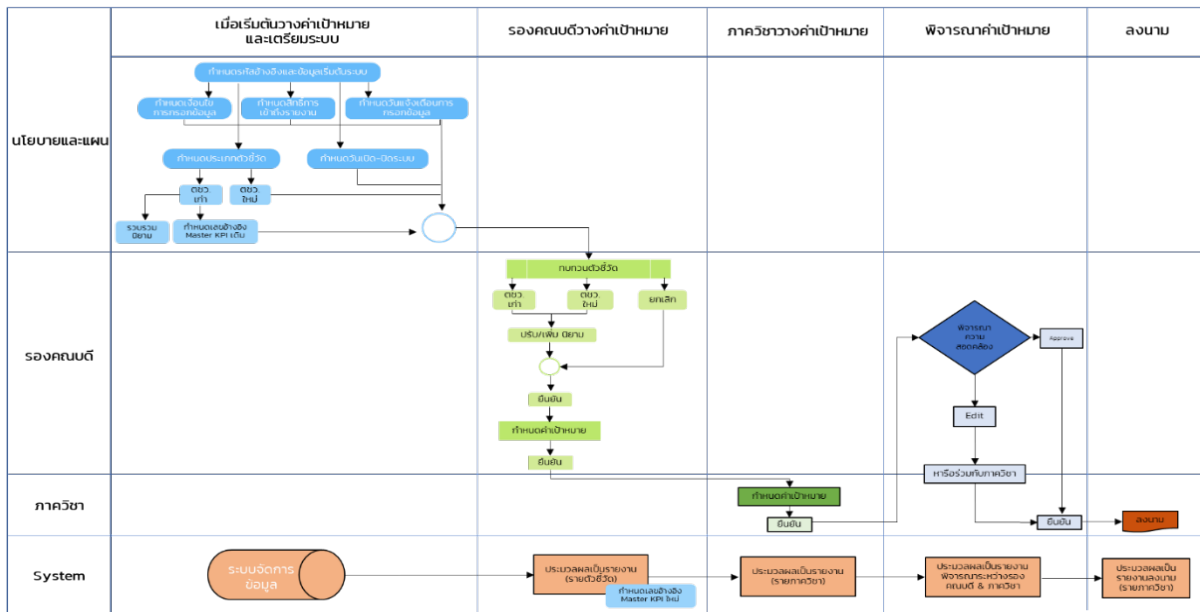 เมื่อเริ่มต้นวางค่าเป้าหมาย
และเตรียมระบบ
รองคณบดีวางค่าเป้าหมาย
ภาควิชาวางค่าเป้าหมาย
พิจารณาค่าเป้าหมาย
ลงนาม
นโยบายและแผน
กำหนดรหัสอ้างอิงและข้อมูลเริ่มต้นระบบ
กำหนดเงื่อนไข
การกรอกข้อมูล
กำหนดสิทธิ์การ
เข้าถึงรายงาน
กำหนดวันแจ้งเตือนการ
กรอกข้อมูล
กำหนดประเภทตัวชี้วัด
กำหนดวันเปิด-ปิดระบบ
ตชว.
เก่า
ตชว.
ใหม่
รวบรวม
นิยาม
กำหนดเลขอ้างอิง
Master KPI เดิม
รองคณบดี
ทบทวนตัวชี้วัด
ตชว.
เก่า
ตชว.
ใหม่
ยกเลิก
ปรับ/เพิ่ม นิยาม
ยืนยัน
กำหนดค่าเป้าหมาย
ยืนยัน
พิจารณา
ความ
สอดคล้อง
Approve
Edit
หารือร่วมกับภาควิชา
ภาควิชา
กำหนดค่าเป้าหมาย
ยืนยัน
ยืนยัน
ลงนาม
System
ระบบจัดการ
ข้อมูล
ประมวลผลเป็นรายงาน
(รายตัวชี้วัด)
กำหนดเลขอ้างอิง
Master KPI ใหม่
ประมวลผลเป็นรายงาน
(รายภาควิชา)
ประมวลผลเป็นรายงาน
พิจารณาระหว่างรอง
คณบดี & ภาควิชา
ประมวลผลเป็น
รายงานลงนาม
(รายภาควิชา)